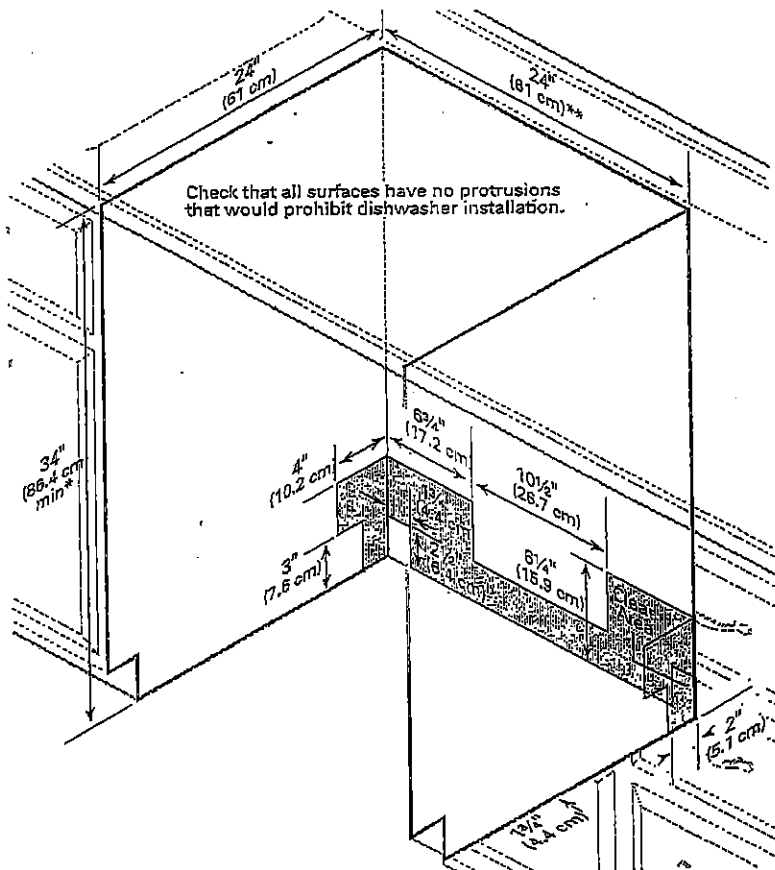 24"
(61 cm)
24"
(61 cm)**
Check that all surfaces have no protrusions
that would prohibit dishwasher installation.
34"
(86.4 cm
min*
4"
(10.2 cm)
6¾"
(17.2 cm)
10½"
(26.7 cm)
3"
(7.6 cm)
6¼"
(15.9 cm)
Clear
Area
2"
(5.1 cm)
1¾"
(4.4 cm)